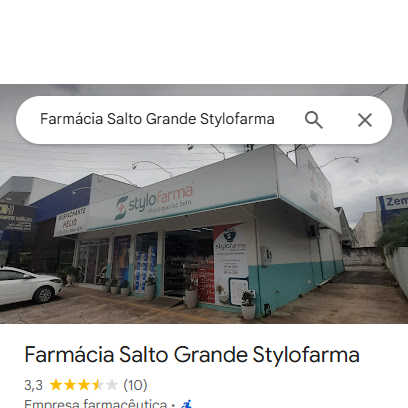 Farmácia Salto Grande Stylofarma
DESPACHANTE
HÉLIO
stylofarma
stylofarma
Zem
Farmácia Salto Grande Stylofarma
3,3 (10)
Empresa farmacêutica ·